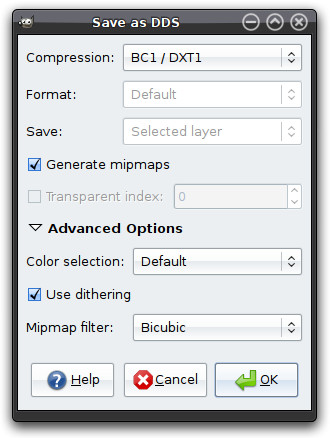 Save as DDS
Compression: BC1 / DXT1
Format: Default
Save: Selected layer
Generate mipmaps
Transparent index: 0
Advanced Options
Color selection: Default
Use dithering
Mipmap filter: Bicubic
Help Cancel OK